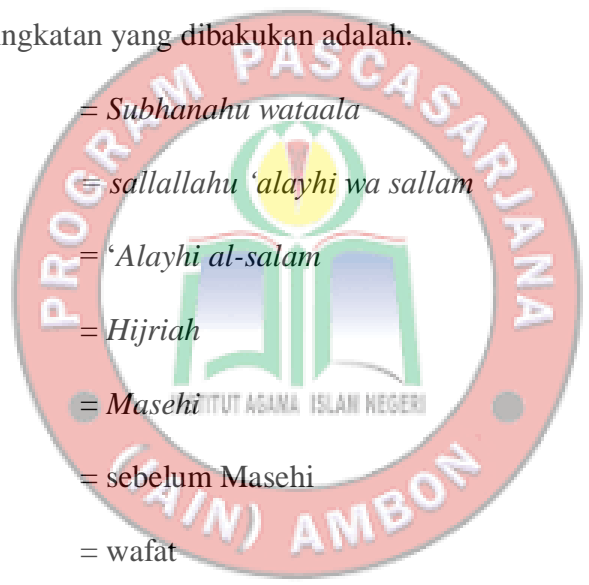 ngkatan yang dibakukan adalah:
= Subhanahu wataala
= sallallahu ‘alayhi wa sallam
= ‘Alayhi al-salam
= Hijriah
= Masehi
= sebelum Masehi
= wafat
PROGRAM PASCASARJANA
INSTITUT AGAMA ISLAM NEGERI
(IAIN) AMBON